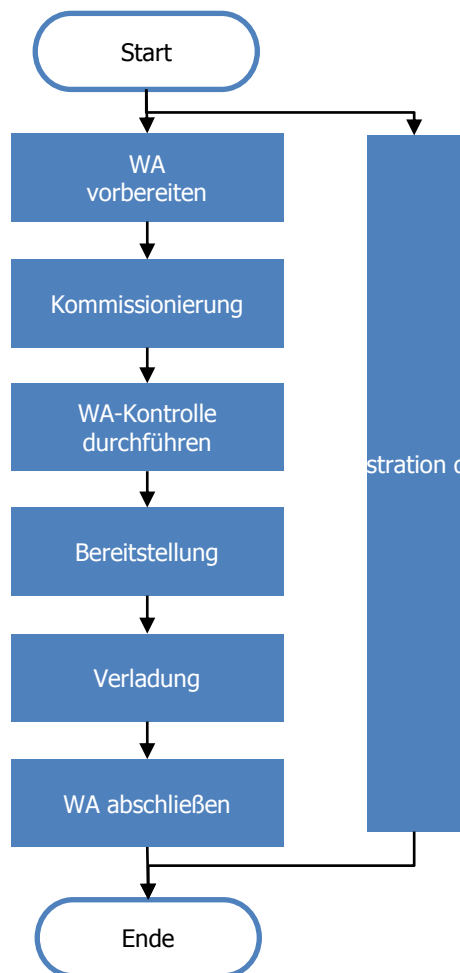 Start
WA
vorbereiten
Kommissionierung
WA-Kontrolle
durchführen
stration
Bereitstellung
Verladung
WA abschließen
Ende